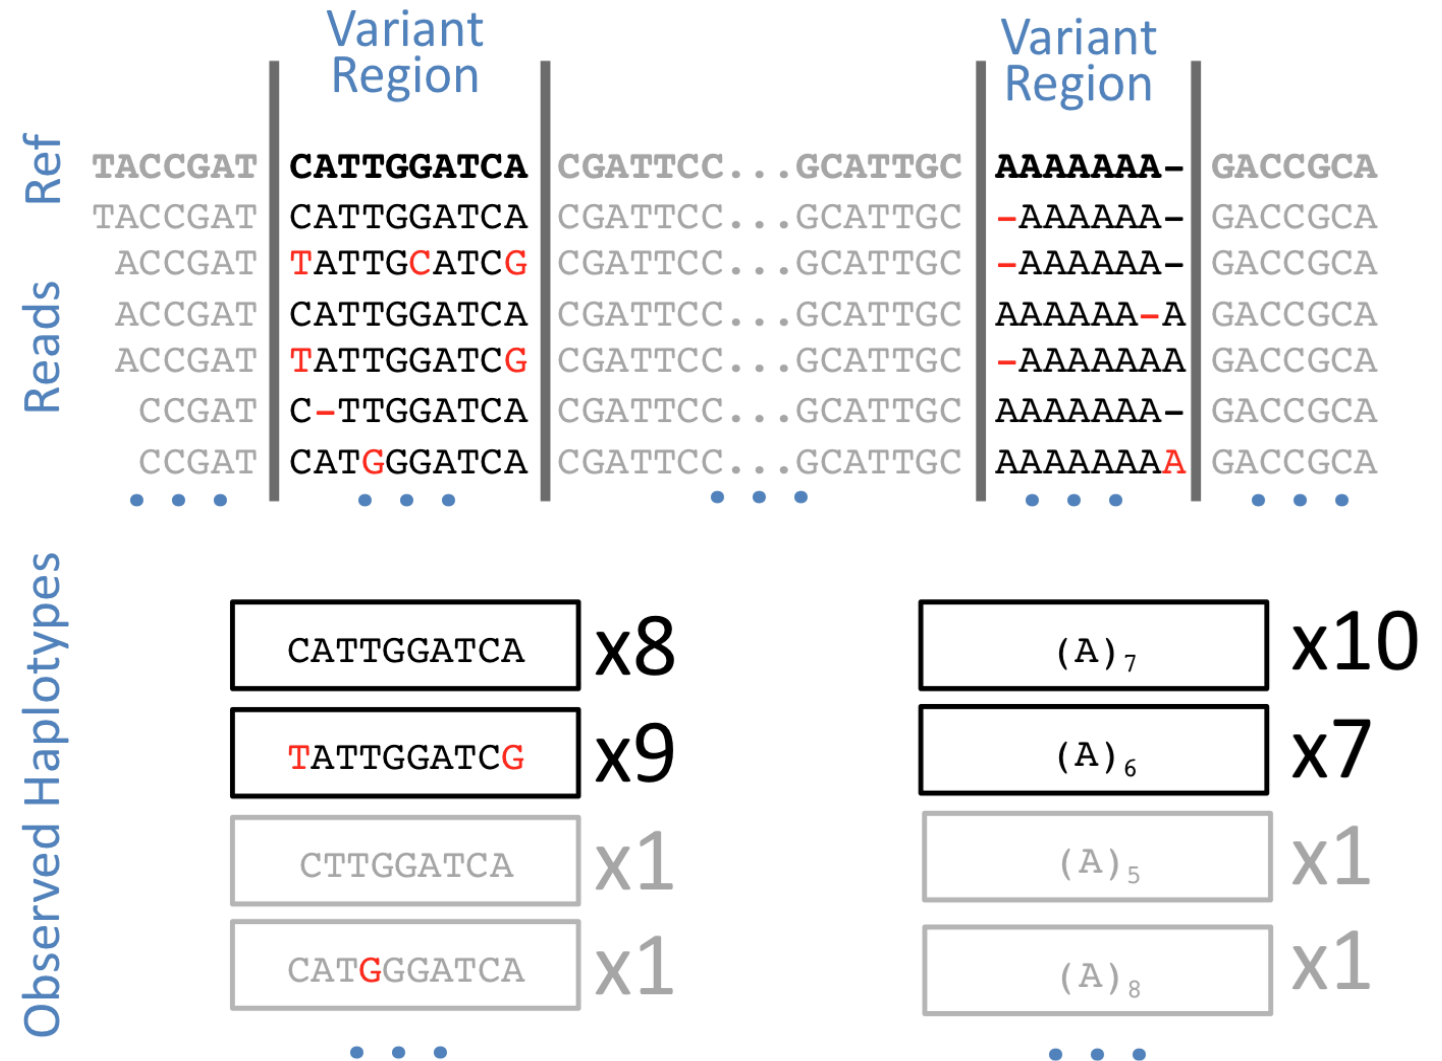 Variant Region
Variant Region
Ref
TACCGAT CATTGGATCA CGATTCC...GCATTGC AAAAAAA- GACCGCA
Reads
TACCGAT CATTGGATCA CGATTCC...GCATTGC -AAAAAA- GACCGCA
ACCGAT TATTGCATCG CGATTCC...GCATTGC -AAAAAA- GACCGCA
ACCGAT CATTGGATCA CGATTCC...GCATTGC AAAAAA-A GACCGCA
ACCGAT TATTGGATCG CGATTCC...GCATTGC -AAAAAAA GACCGCA
CCGAT C-TTGGATCA CGATTCC...GCATTGC AAAAAAA- GACCGCA
CCGAT CATGGGATCA CGATTCC...GCATTGC AAAAAAAA GACCGCA
• • • • • • • • • • • • • • •
Observed Haplotypes
CATTGGATCA x8 (A)₇ x10
TATTGGATCG x9 (A)₆ x7
CTTGGATCA x1 (A)₅ x1
CATGGGATCA x1 (A)₈ x1
• • • • • •